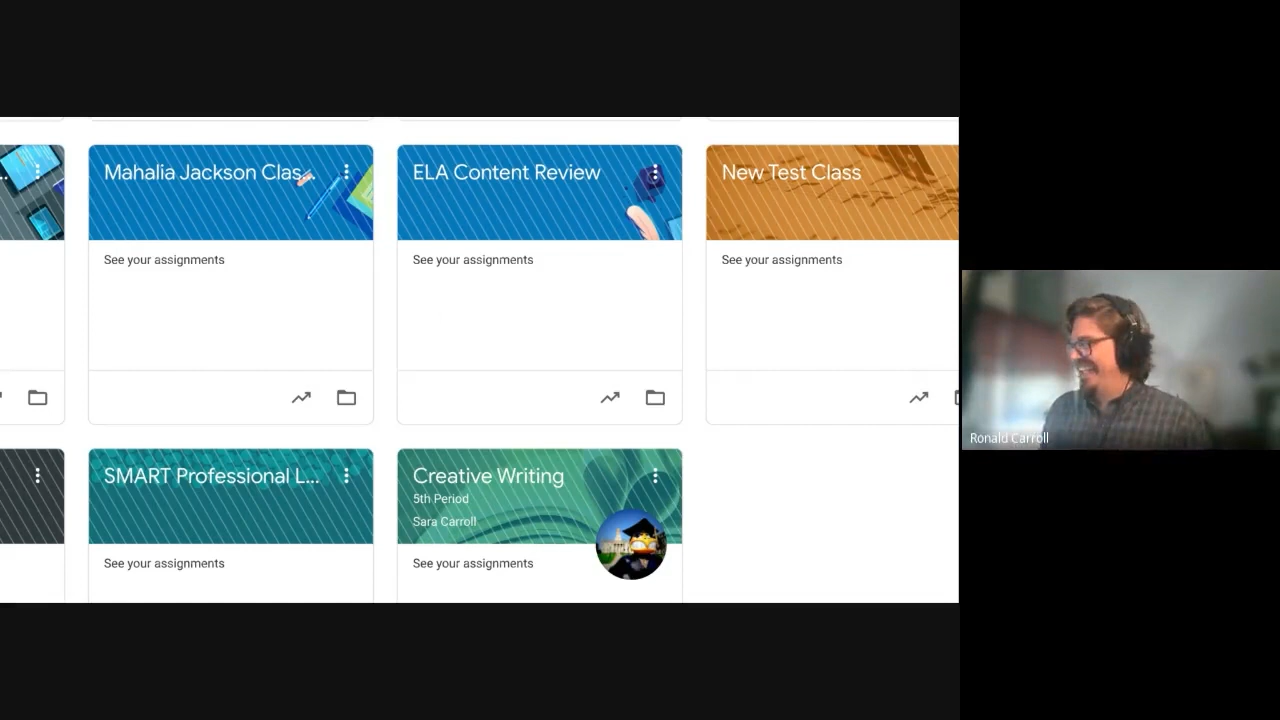 ..
Mahalia Jackson Clas...
ELA Content Review
New Test Class
See your assignments
See your assignments
See your assignments
SMART Professional L...
Creative Writing
5th Period
Sara Carroll
See your assignments
See your assignments
Ronald Carroll